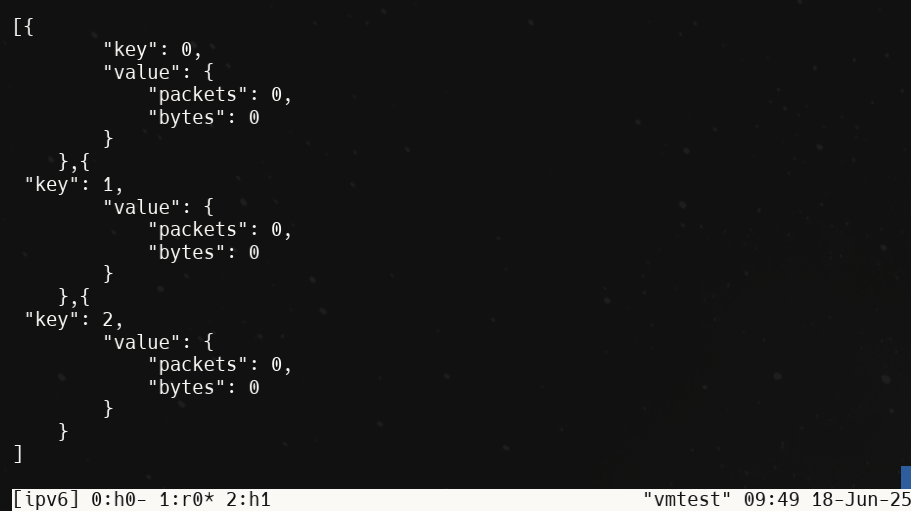 [{
        "key": 0,
        "value": {
            "packets": 0,
            "bytes": 0
        }
    },{
 "key": 1,
        "value": {
            "packets": 0,
            "bytes": 0
        }
    },{
 "key": 2,
        "value": {
            "packets": 0,
            "bytes": 0
        }
    }
]
[ipv6] 0:h0- 1:r0* 2:h1 "vmtest" 09:49 18-Jun-25